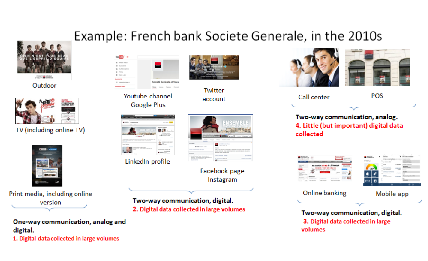 Example: French bank Societe Generale, in the 2010s
Outdoor
TV (including online TV)
Print media, including online
version
One-way communication, analog and
digital.
1. Digital data collected in large volumes
Youtube-channel
Google Plus
Twitter
account
LinkedIn profile
Facebook page
Instagram
Two-way communication, digital.
2. Digital data collected in large volumes
Call center
POS
Two-way communication, analog.
4. Little (but important) digital data
collected
Online banking
Mobile app
Two-way communication, digital.
3. Digital data collected in large
volumes